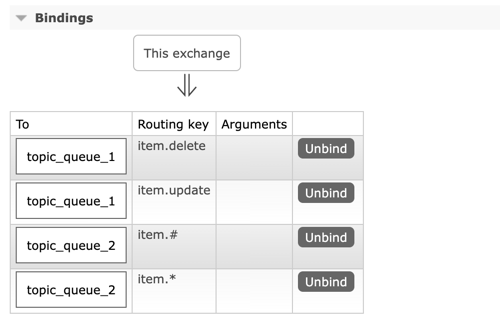 Bindings
This exchange
To Routing key Arguments
topic_queue_1 item.delete Unbind
topic_queue_1 item.update Unbind
topic_queue_2 item.# Unbind
topic_queue_2 item.* Unbind